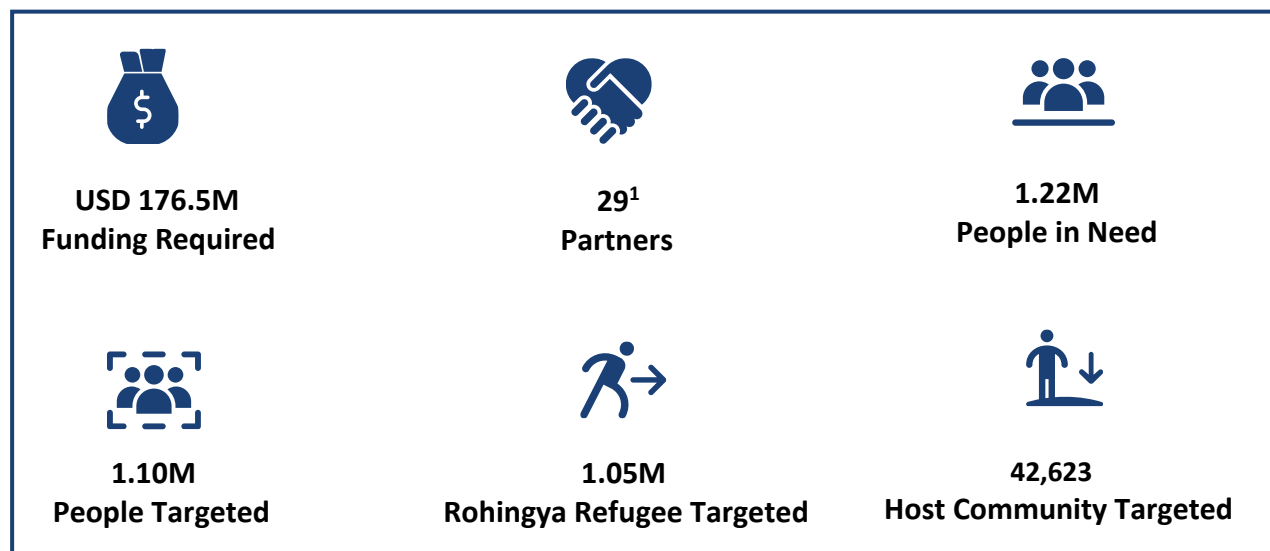 $
USD 176.5M
Funding Required
29¹
Partners
1.22M
People in Need
1.10M
People Targeted
1.05M
Rohingya Refugee Targeted
42,623
Host Community Targeted